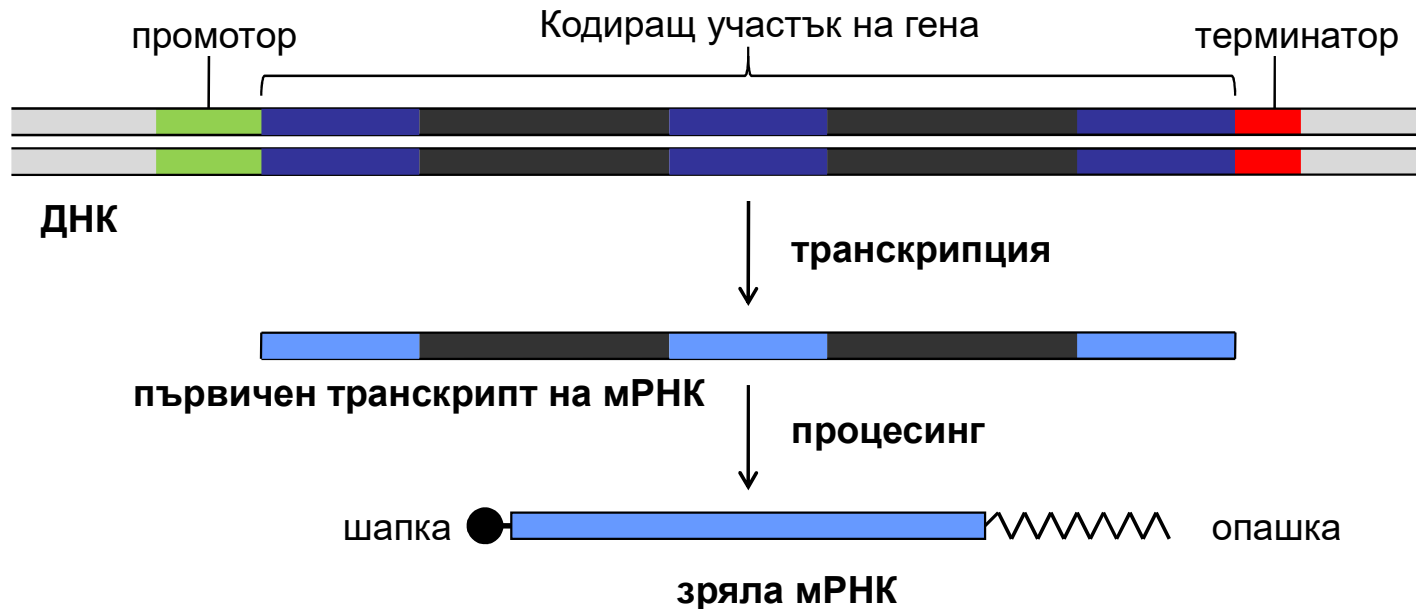 промотор
Кодиращ участък на гена
терминатор
ДНК
транскрипция
първичен транскрипт на мРНК
процесинг
шапка
опашка
зряла мРНК